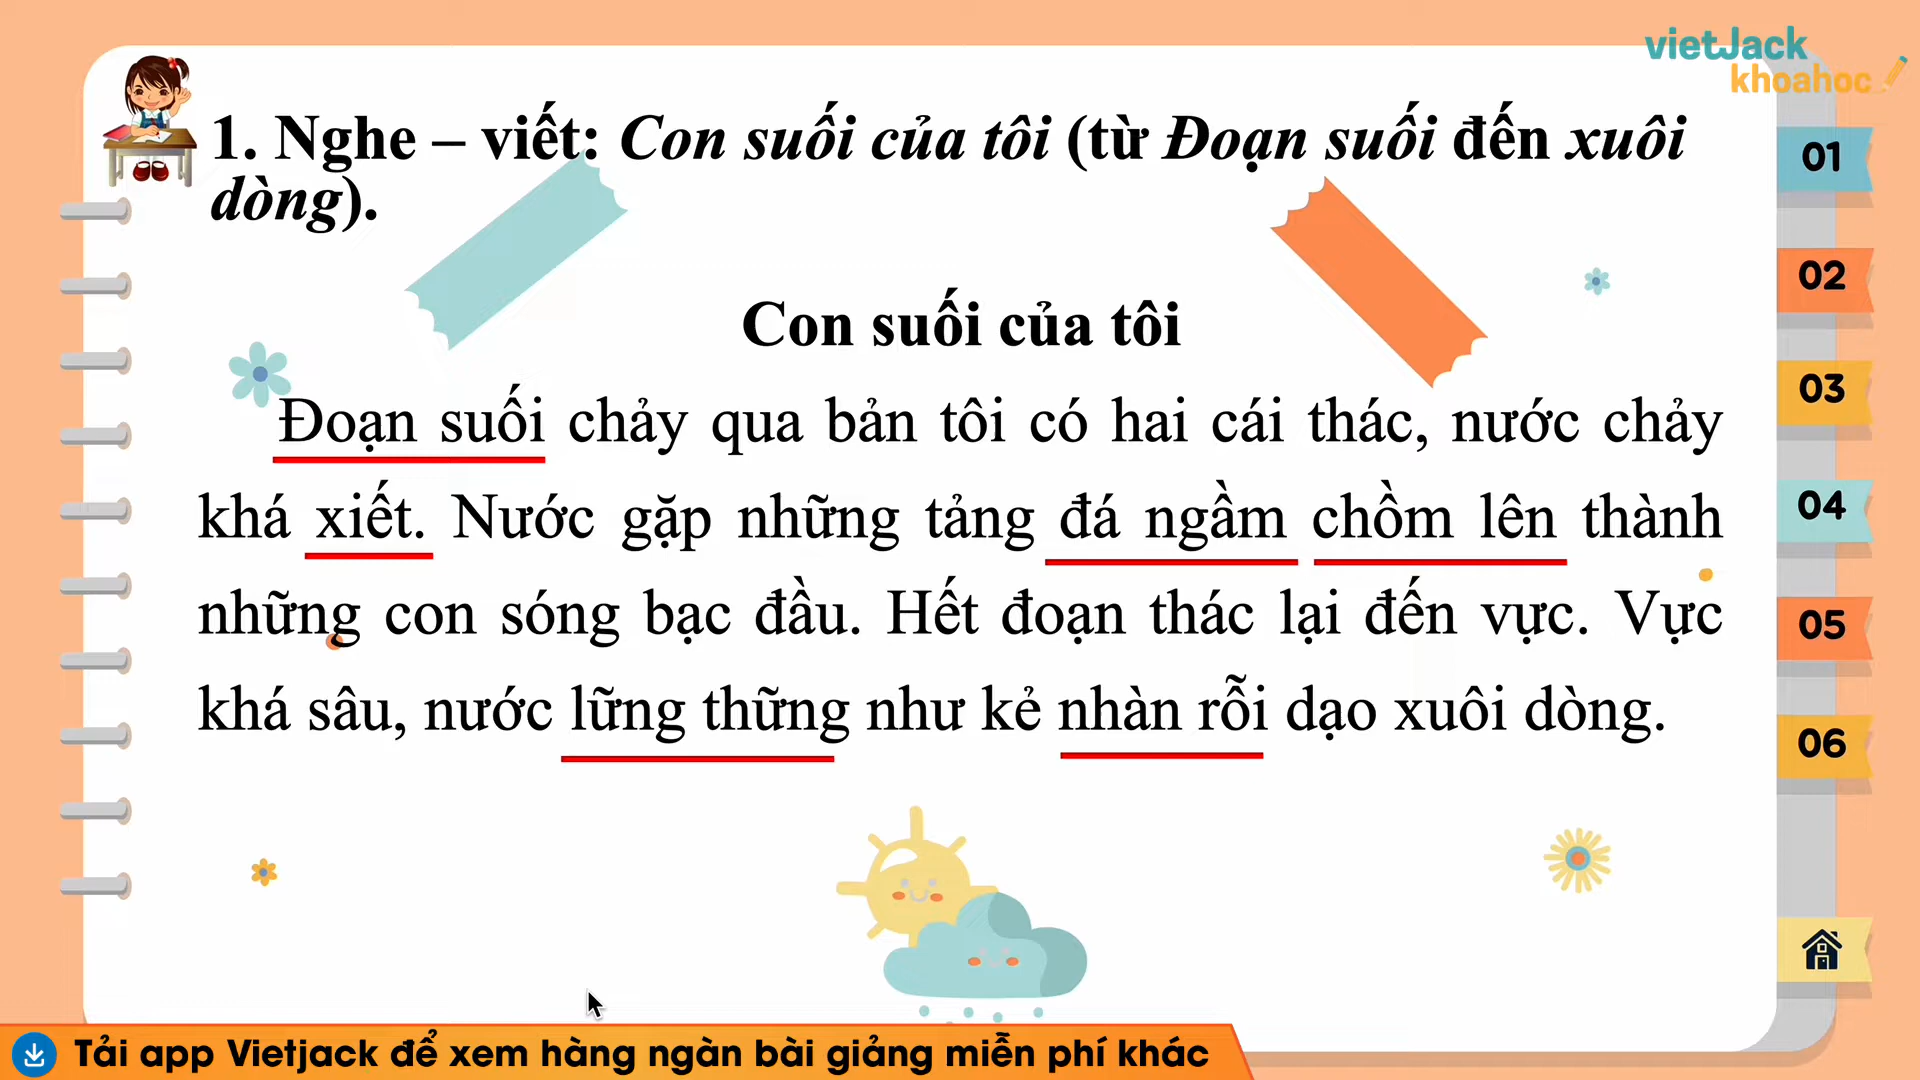 vietJack
khoahoc
1. Nghe – viết: Con suối của tôi (từ Đoạn suối đến xuôi
dòng).
Con suối của tôi
Đoạn suối chảy qua bản tôi có hai cái thác, nước chảy
khá xiết. Nước gặp những tảng đá ngầm chồm lên thành
những con sóng bạc đầu. Hết đoạn thác lại đến vực. Vực
khá sâu, nước lững thững như kẻ nhàn rỗi dạo xuôi dòng.
01
02
03
04
05
06
Tải app Vietjack để xem hàng ngàn bài giảng miễn phí khác